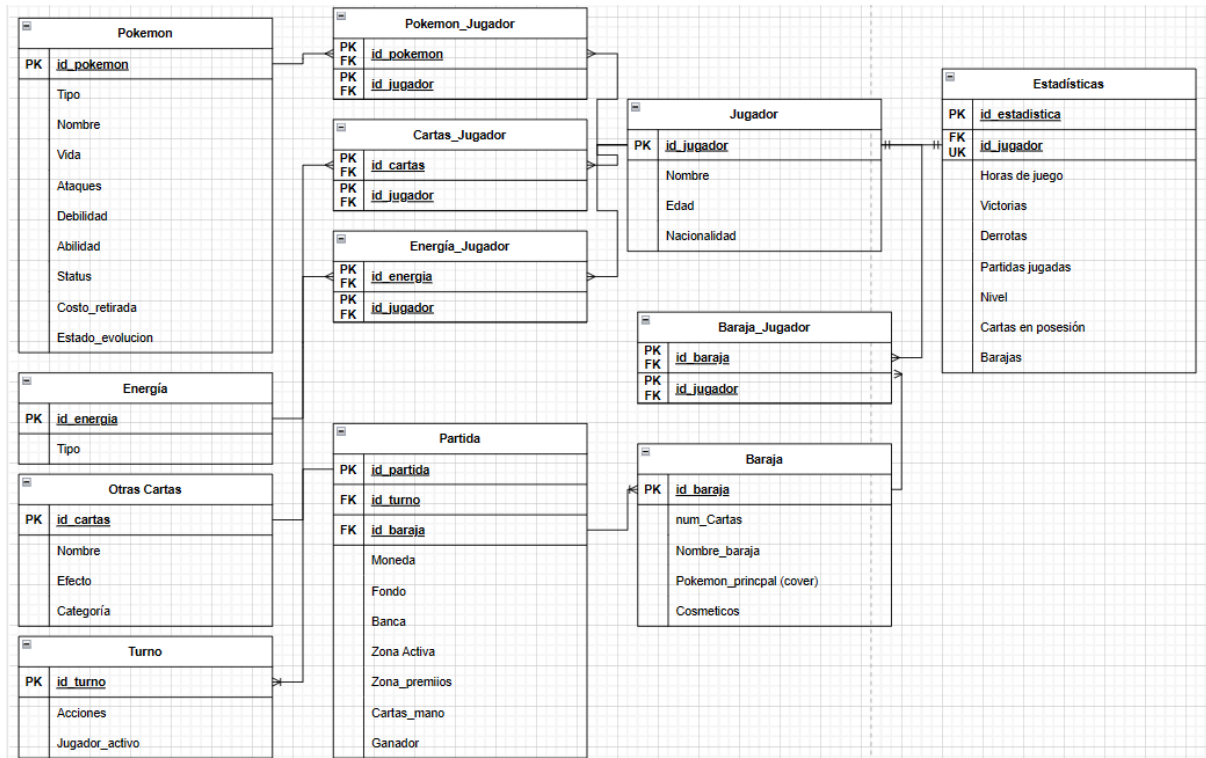 Pokemon
PK id_pokemon
Tipo
Nombre
Vida
Ataques
Debilidad
Abilidad
Status
Costo_retirada
Estado_evolucion
Energía
PK id_energia
Tipo
Otras Cartas
PK id_cartas
Nombre
Efecto
Categoría
Turno
PK id_turno
Acciones
Jugador_activo
Pokemon_Jugador
PK FK id_pokemon
PK FK id_jugador
Cartas_Jugador
PK FK id_cartas
PK FK id_jugador
Energía_Jugador
PK FK id_energia
PK FK id_jugador
Partida
PK id_partida
FK id_turno
FK id_baraja
Moneda
Fondo
Banca
Zona Activa
Zona_premiios
Cartas_mano
Ganador
Jugador
PK id_jugador
Nombre
Edad
Nacionalidad
Baraja_Jugador
PK FK id_baraja
PK FK id_jugador
Baraja
PK id_baraja
num_Cartas
Nombre_baraja
Pokemon_princpal (cover)
Cosmeticos
Estadísticas
PK id_estadistica
FK UK id_jugador
Horas de juego
Victorias
Derrotas
Partidas jugadas
Nivel
Cartas en posesión
Barajas